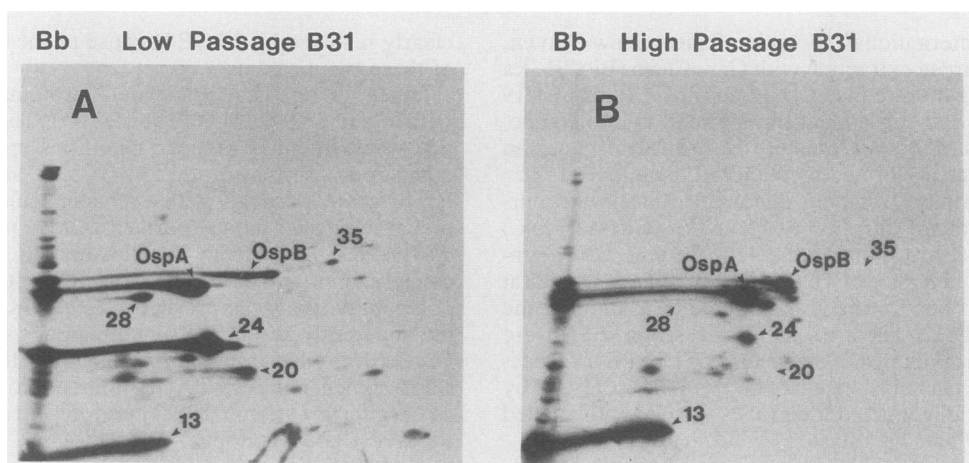 Bb Low Passage B31
Bb High Passage B31
A
B
OspA OspB 35
28
24
20
13
OspA OspB 35
28
24
20
13